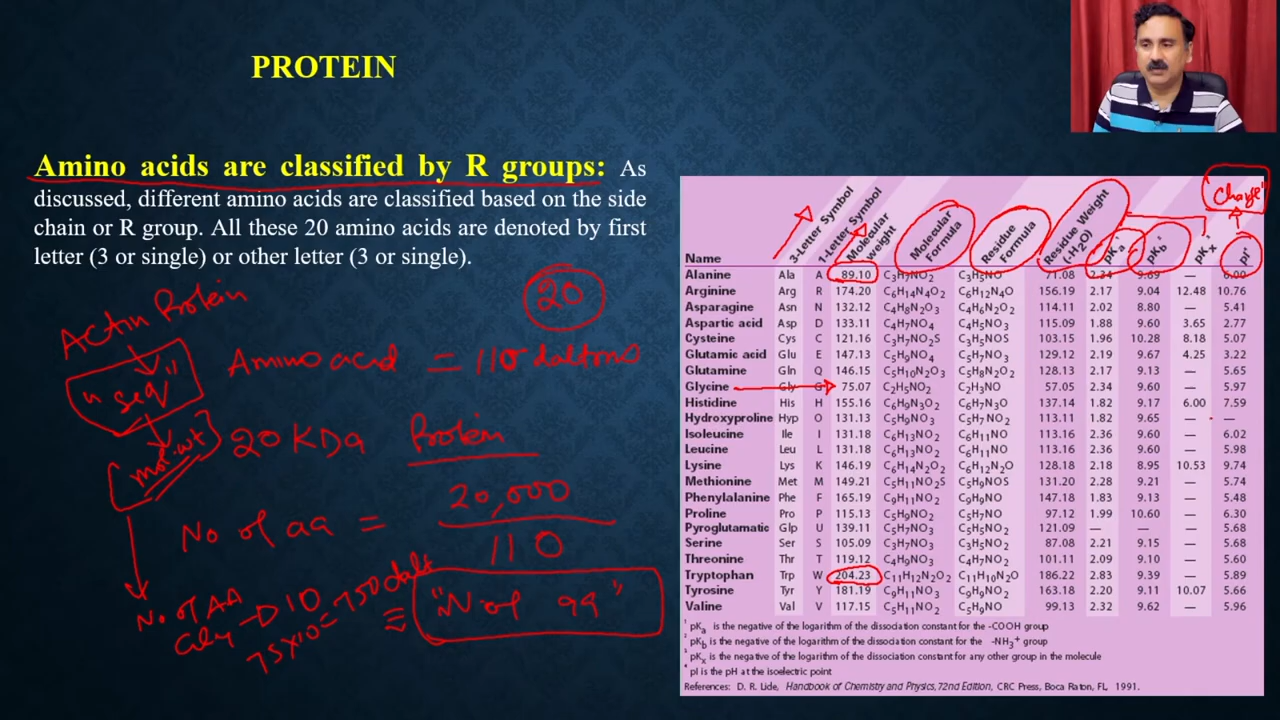 PROTEIN
Amino acids are classified by R groups: As
discussed, different amino acids are classified based on the side
chain or R group. All these 20 amino acids are denoted by first
letter (3 or single) or other letter (3 or single).
20
Actin Protein
"seq"
mol.wt
Amino acid = 110 daltons
20 KDa Protein
No of aa = 20,000
110
"N of aa"
No. of AA
Gly → 10
75×10 = 750 dalt
"Charge"
Name 3-Letter Symbol 1-Letter Symbol Molecular Weight Molecular Formula Residue Formula Residue Weight (-H2O) pKa¹ pKb² pKx³ pI⁴
Alanine Ala A 89.10 C3H7NO2 C3H5NO 71.08 2.34 9.69 — 6.00
Arginine Arg R 174.20 C6H14N4O2 C6H12N4O 156.19 2.17 9.04 12.48 10.76
Asparagine Asn N 132.12 C4H8N2O3 C4H6N2O2 114.11 2.02 8.80 — 5.41
Aspartic acid Asp D 133.11 C4H7NO4 C4H5NO3 115.09 1.88 9.60 3.65 2.77
Cysteine Cys C 121.16 C3H7NO2S C3H5NOS 103.15 1.96 10.28 8.18 5.07
Glutamic acid Glu E 147.13 C5H9NO4 C5H7NO3 129.12 2.19 9.67 4.25 3.22
Glutamine Gln Q 146.15 C5H10N2O3 C5H8N2O2 128.13 2.17 9.13 — 5.65
Glycine Gly G 75.07 C2H5NO2 C2H3NO 57.05 2.34 9.60 — 5.97
Histidine His H 155.16 C6H9N3O2 C6H7N3O 137.14 1.82 9.17 6.00 7.59
Hydroxyproline Hyp O 131.13 C5H9NO3 C5H7NO2 113.11 1.82 9.65 — —
Isoleucine Ile I 131.18 C6H13NO2 C6H11NO 113.16 2.36 9.60 — 6.02
Leucine Leu L 131.18 C6H13NO2 C6H11NO 113.16 2.36 9.60 — 5.98
Lysine Lys K 146.19 C6H14N2O2 C6H12N2O 128.18 2.18 8.95 10.53 9.74
Methionine Met M 149.21 C5H11NO2S C5H9NOS 131.20 2.28 9.21 — 5.74
Phenylalanine Phe F 165.19 C9H11NO2 C9H9NO 147.18 1.83 9.13 — 5.48
Proline Pro P 115.13 C5H9NO2 C5H7NO 97.12 1.99 10.60 — 6.30
Pyroglutamatic Glp U 139.11 C5H7NO3 C5H5NO2 121.09 — — — 5.68
Serine Ser S 105.09 C3H7NO3 C3H5NO2 87.08 2.21 9.15 — 5.68
Threonine Thr T 119.12 C4H9NO3 C4H7NO2 101.11 2.09 9.10 — 5.60
Tryptophan Trp W 204.23 C11H12N2O2 C11H10N2O 186.22 2.83 9.39 — 5.89
Tyrosine Tyr Y 181.19 C9H11NO3 C9H9NO2 163.18 2.20 9.11 10.07 5.66
Valine Val V 117.15 C5H11NO2 C5H9NO 99.13 2.32 9.62 — 5.96
¹ pKa is the negative of the logarithm of the dissociation constant for the -COOH group
² pKb is the negative of the logarithm of the dissociation constant for the -NH3+ group
³ pKx is the negative of the logarithm of the dissociation constant for any other group in the molecule
⁴ pI is the pH at the isoelectric point
References: D. R. Lide, Handbook of Chemistry and Physics, 72nd Edition, CRC Press, Boca Raton, FL, 1991.